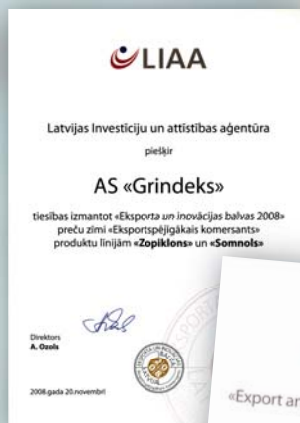 LIAA
Latvijas Investīciju un attīstības aģentūra
piešķir
AS «Grindeks»
tiesības izmantot «Eksporta un inovācijas balvas 2008»
preču zīmi «Eksportspējīgākais komersants»
produktu līnijām «Zopiklons» un «Somnols»
Direktors
A. Ozols
2008.gada 20.novembrī
«Export an